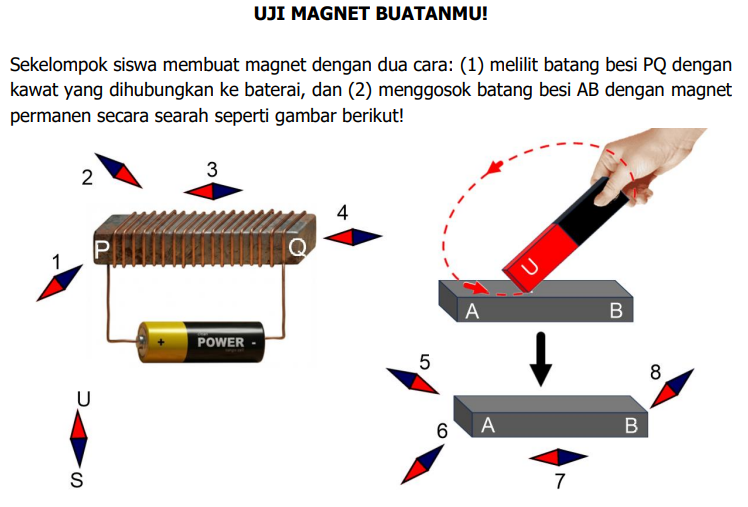 UJI MAGNET BUATANMU!
Sekelompok siswa membuat magnet dengan dua cara: (1) melilit batang besi PQ dengan
kawat yang dihubungkan ke baterai, dan (2) menggosok batang besi AB dengan magnet
permanen secara searah seperti gambar berikut!
2
3
4
P
Q
1
U
A
B
+
POWER
-
5
8
U
6
A
B
S
7